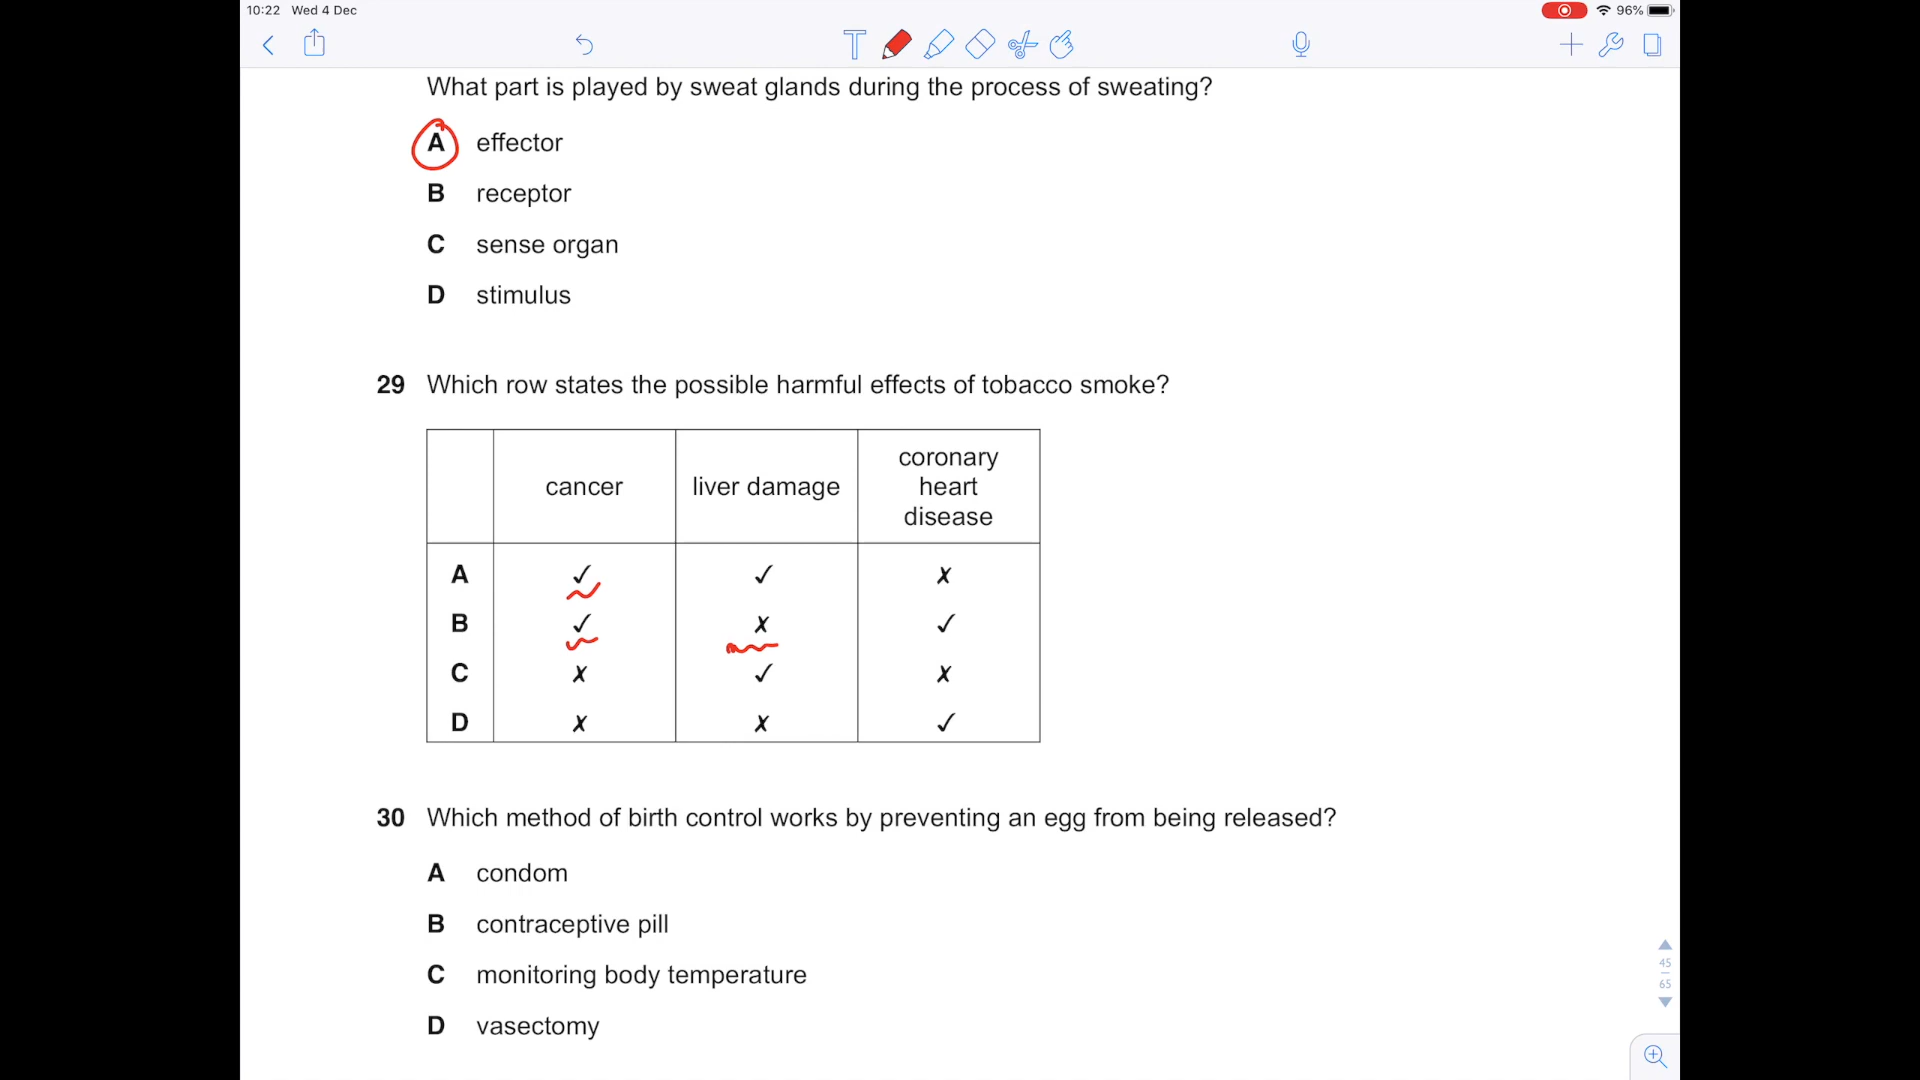 10:22 Wed 4 Dec
96%
What part is played by sweat glands during the process of sweating?
A effector
B receptor
C sense organ
D stimulus
29 Which row states the possible harmful effects of tobacco smoke?
cancer liver damage coronary heart disease
A ✓ ✓ ✗
B ✓ ✗ ✓
C ✗ ✓ ✗
D ✗ ✗ ✓
30 Which method of birth control works by preventing an egg from being released?
A condom
B contraceptive pill
C monitoring body temperature
D vasectomy
45
65